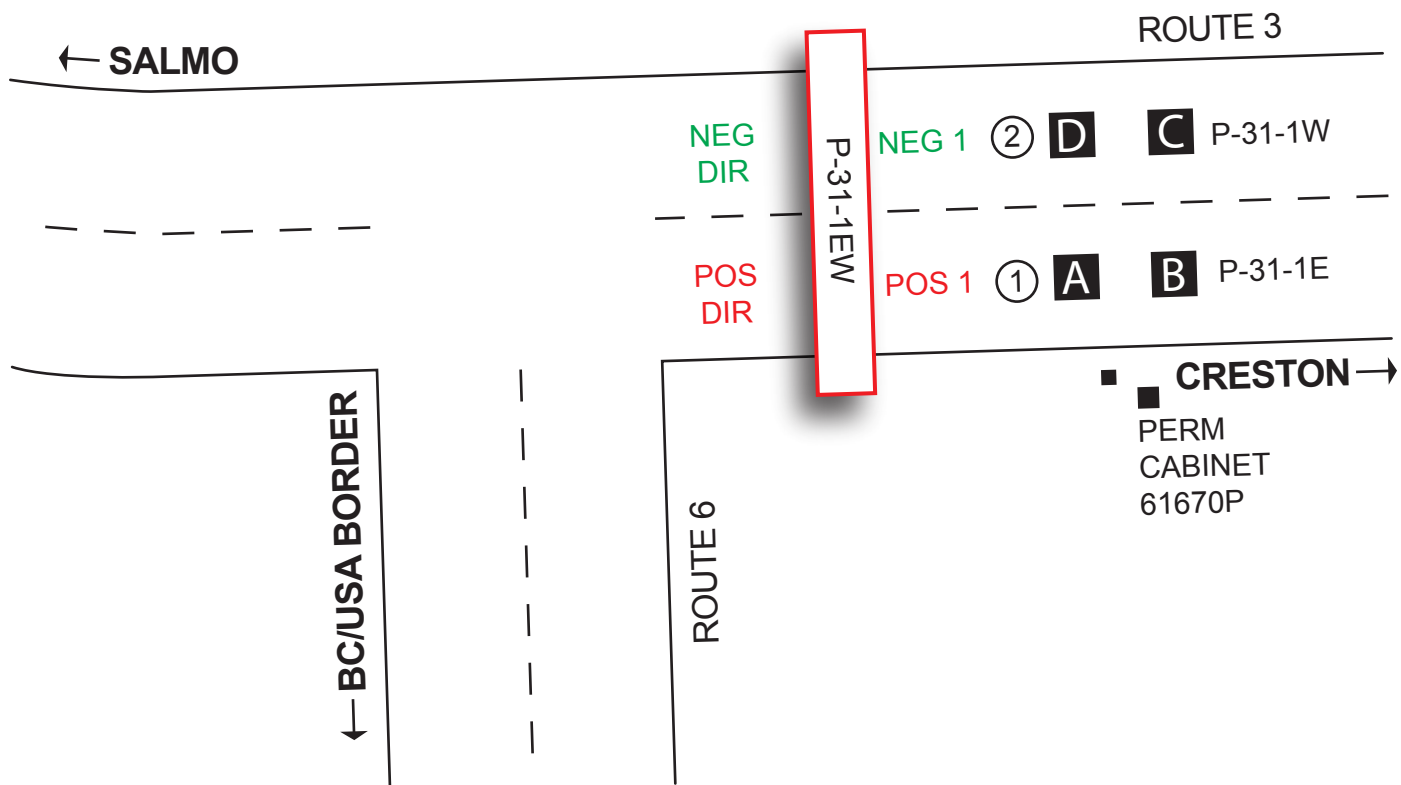 ROUTE 3
← SALMO
NEG
DIR
P-31-1EW
NEG 1
2
D
C
P-31-1W
POS
DIR
POS 1
1
A
B
P-31-1E
CRESTON →
PERM
CABINET
61670P
← BC/USA BORDER
ROUTE 6